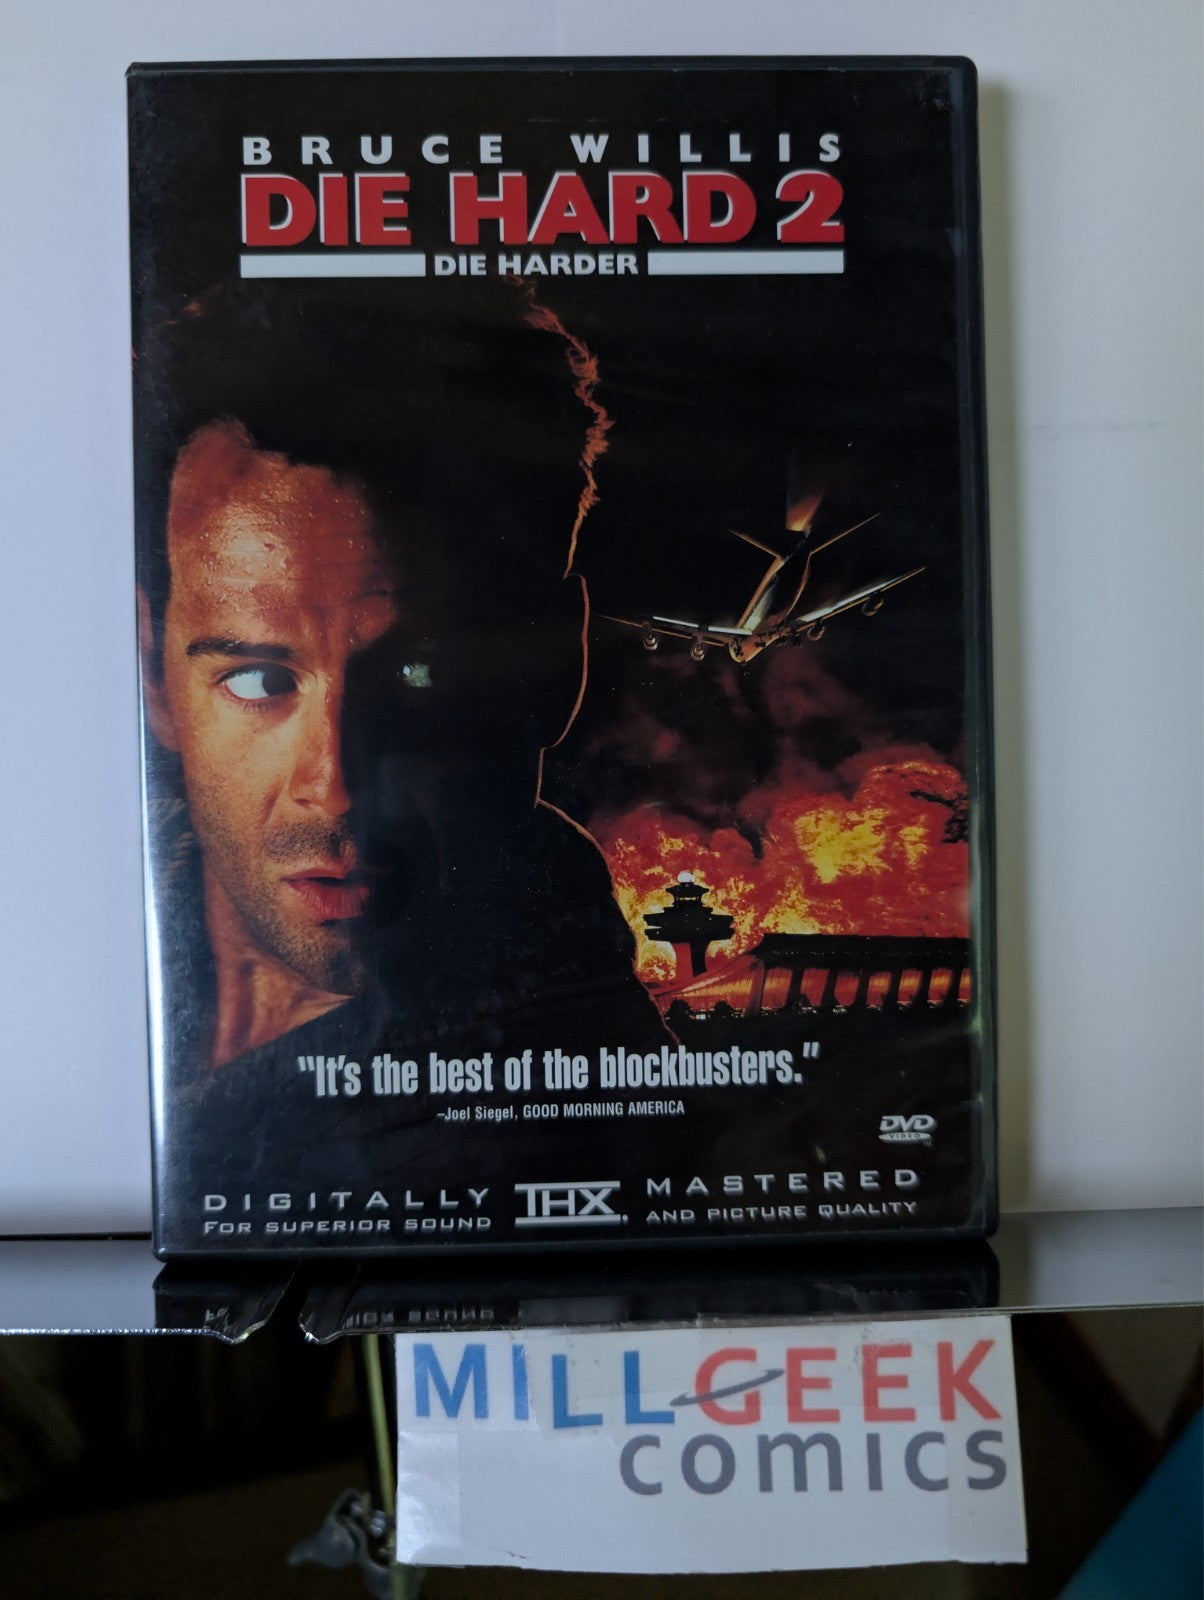 BRUCE WILLIS
DIE HARD 2
DIE HARDER
"It's the best of the blockbusters."
–Joel Siegel, GOOD MORNING AMERICA
DVD
VIDEO
DIGITALLY THX MASTERED
FOR SUPERIOR SOUND AND PICTURE QUALITY
MILLGEEK
COMICS